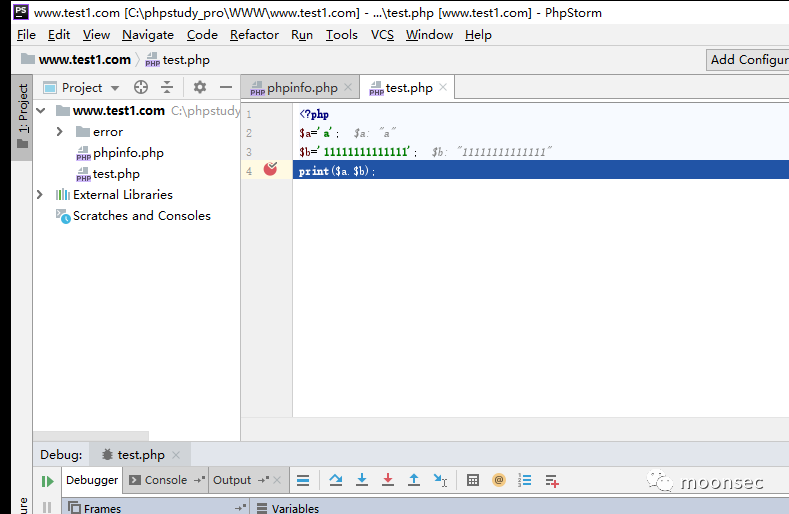 PS www.test1.com [C:\phpstudy_pro\WWW\www.test1.com] - ...\test.php [www.test1.com] - PhpStorm
File Edit View Navigate Code Refactor Run Tools VCS Window Help
www.test1.com test.php Add Configur
1: Project
Project
phpinfo.php test.php
www.test1.com C:\phpstudy
error
phpinfo.php
test.php
External Libraries
Scratches and Consoles
1 <?php
2 $a='a'; $a: "a"
3 $b='11111111111111'; $b: "11111111111111"
4 print($a.$b);
Debug: test.php
Debugger Console Output
moonsec
Frames Variables